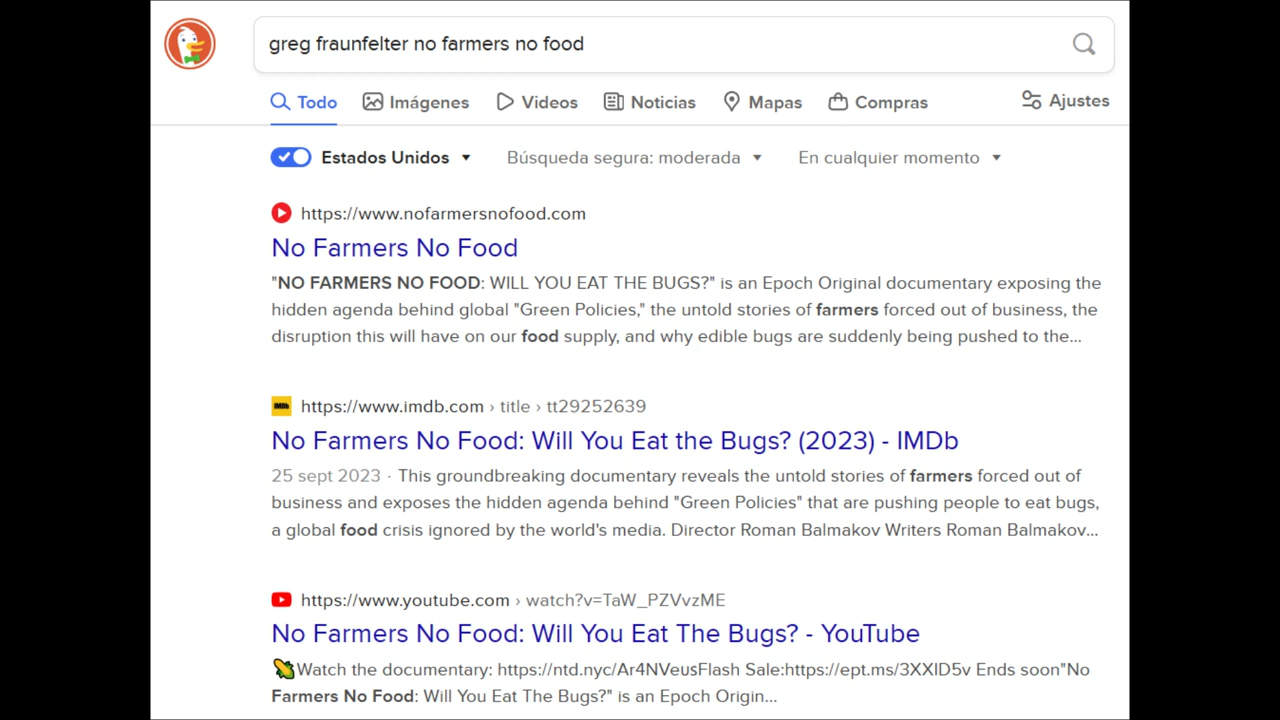 greg fraunfelter no farmers no food
Todo Imágenes Videos Noticias Mapas Compras Ajustes
Estados Unidos Búsqueda segura: moderada En cualquier momento
https://www.nofarmersnofood.com
No Farmers No Food
"NO FARMERS NO FOOD: WILL YOU EAT THE BUGS?" is an Epoch Original documentary exposing the
hidden agenda behind global "Green Policies," the untold stories of farmers forced out of business, the
disruption this will have on our food supply, and why edible bugs are suddenly being pushed to the...
IMDb https://www.imdb.com › title › tt29252639
No Farmers No Food: Will You Eat the Bugs? (2023) - IMDb
25 sept 2023 · This groundbreaking documentary reveals the untold stories of farmers forced out of
business and exposes the hidden agenda behind "Green Policies" that are pushing people to eat bugs,
a global food crisis ignored by the world's media. Director Roman Balmakov Writers Roman Balmakov...
https://www.youtube.com › watch?v=TaW_PZVvzME
No Farmers No Food: Will You Eat The Bugs? - YouTube
🌽Watch the documentary: https://ntd.nyc/Ar4NVeusFlash Sale:https://ept.ms/3XXlD5v Ends soon"No
Farmers No Food: Will You Eat The Bugs?" is an Epoch Origin...